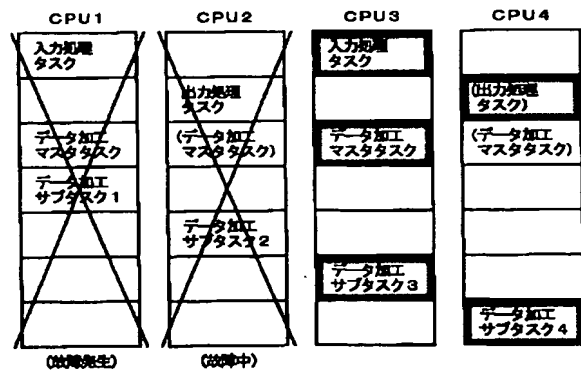 CPU1
CPU2
CPU3
CPU4
入力処理
タスク
データ加工
マスタタスク
データ加工
サブタスク1
出力処理
タスク
(データ加工
マスタタスク)
データ加工
サブタスク2
入力処理
タスク
データ加工
マスタタスク
データ加工
サブタスク3
(出力処理
タスク)
(データ加工
マスタタスク)
データ加工
サブタスク4
(故障発生)
(故障中)